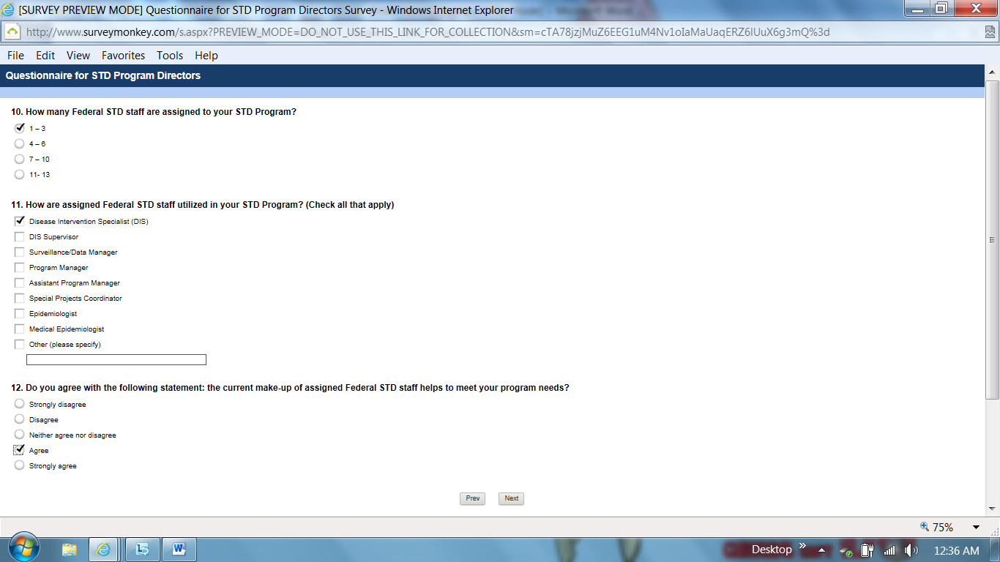 [SURVEY PREVIEW MODE] Questionnaire for STD Program Directors Survey - Windows Internet Explorer
http://www.surveymonkey.com/s.aspx?PREVIEW_MODE=DO_NOT_USE_THIS_LINK_FOR_COLLECTION&sm=cTA78jzjMuZ6EEG1uM4Nv1oIaMaUaqERZ6lUuX6g3mQ%3d
File Edit View Favorites Tools Help
Questionnaire for STD Program Directors
10. How many Federal STD staff are assigned to your STD Program?
1 – 3
4 – 6
7 – 10
11- 13
11. How are assigned Federal STD staff utilized in your STD Program? (Check all that apply)
Disease Intervention Specialist (DIS)
DIS Supervisor
Surveillance/Data Manager
Program Manager
Assistant Program Manager
Special Projects Coordinator
Epidemiologist
Medical Epidemiologist
Other (please specify)
12. Do you agree with the following statement: the current make-up of assigned Federal STD staff helps to meet your program needs?
Strongly disagree
Disagree
Neither agree nor disagree
Agree
Strongly agree
Prev Next
75%
Desktop 12:36 AM